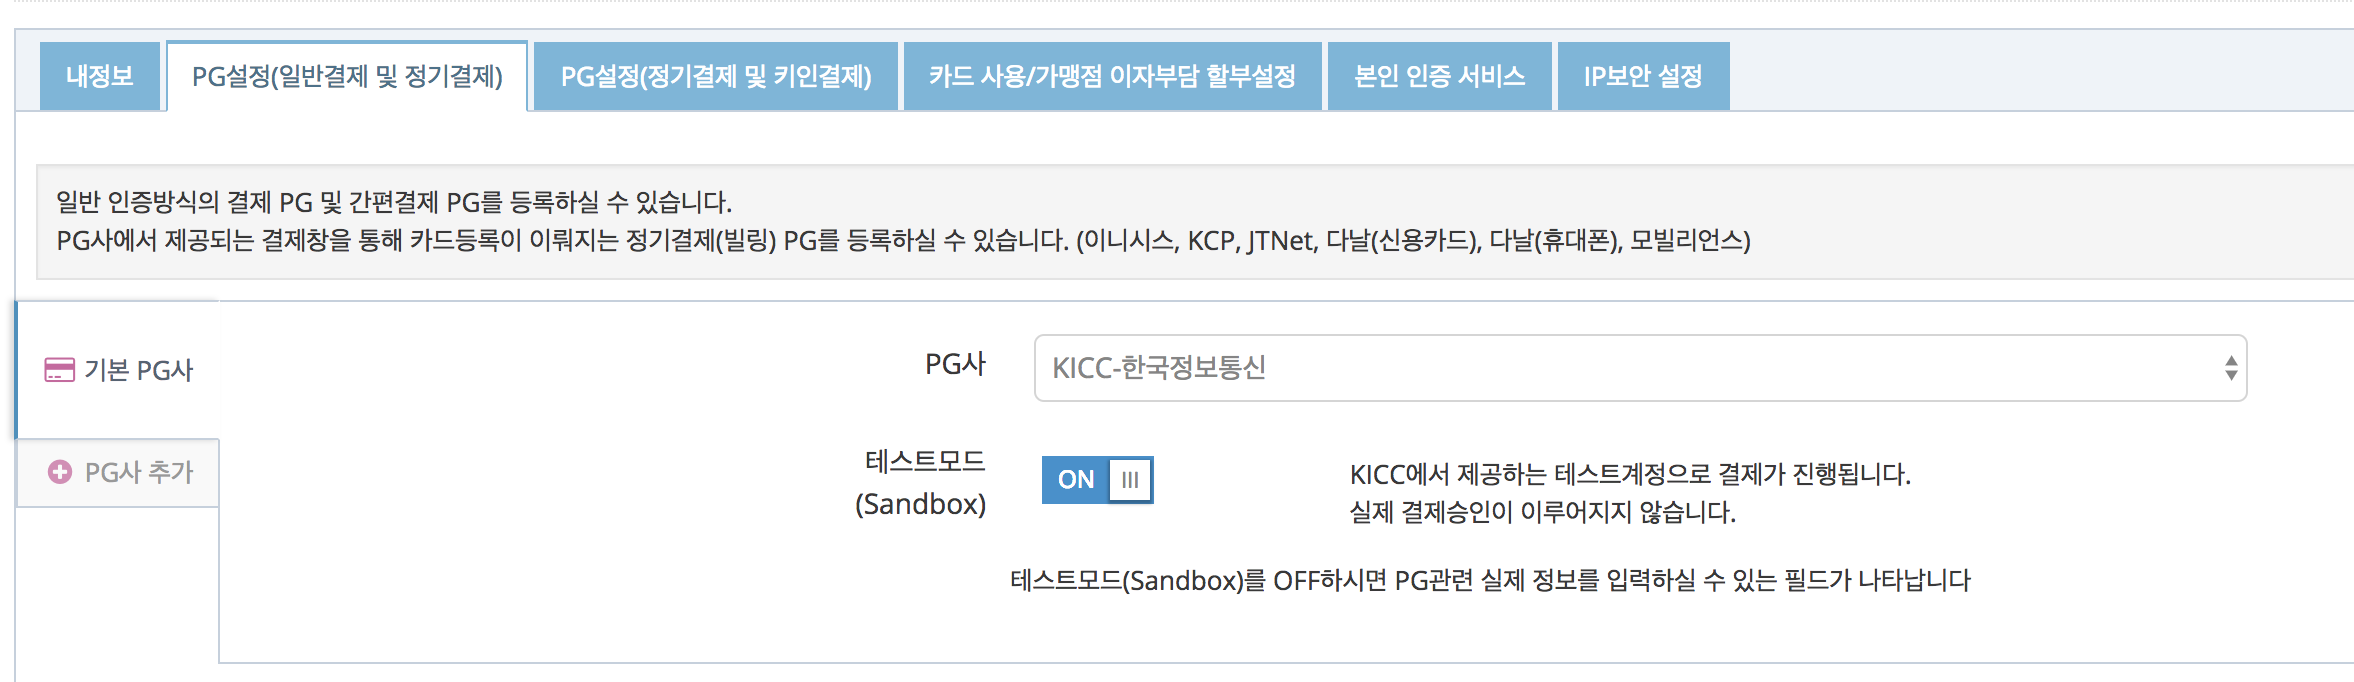 내정보
PG설정(일반결제 및 정기결제)
PG설정(정기결제 및 키인결제)
카드 사용/가맹점 이자부담 할부설정
본인 인증 서비스
IP보안 설정
일반 인증방식의 결제 PG 및 간편결제 PG를 등록하실 수 있습니다.
PG사에서 제공되는 결제창을 통해 카드등록이 이뤄지는 정기결제(빌링) PG를 등록하실 수 있습니다. (이니시스, KCP, JTNet, 다날(신용카드), 다날(휴대폰), 모빌리언스)
기본 PG사
PG사 추가
PG사
KICC-한국정보통신
테스트모드
(Sandbox)
ON
KICC에서 제공하는 테스트계정으로 결제가 진행됩니다.
실제 결제승인이 이루어지지 않습니다.
테스트모드(Sandbox)를 OFF하시면 PG관련 실제 정보를 입력하실 수 있는 필드가 나타납니다